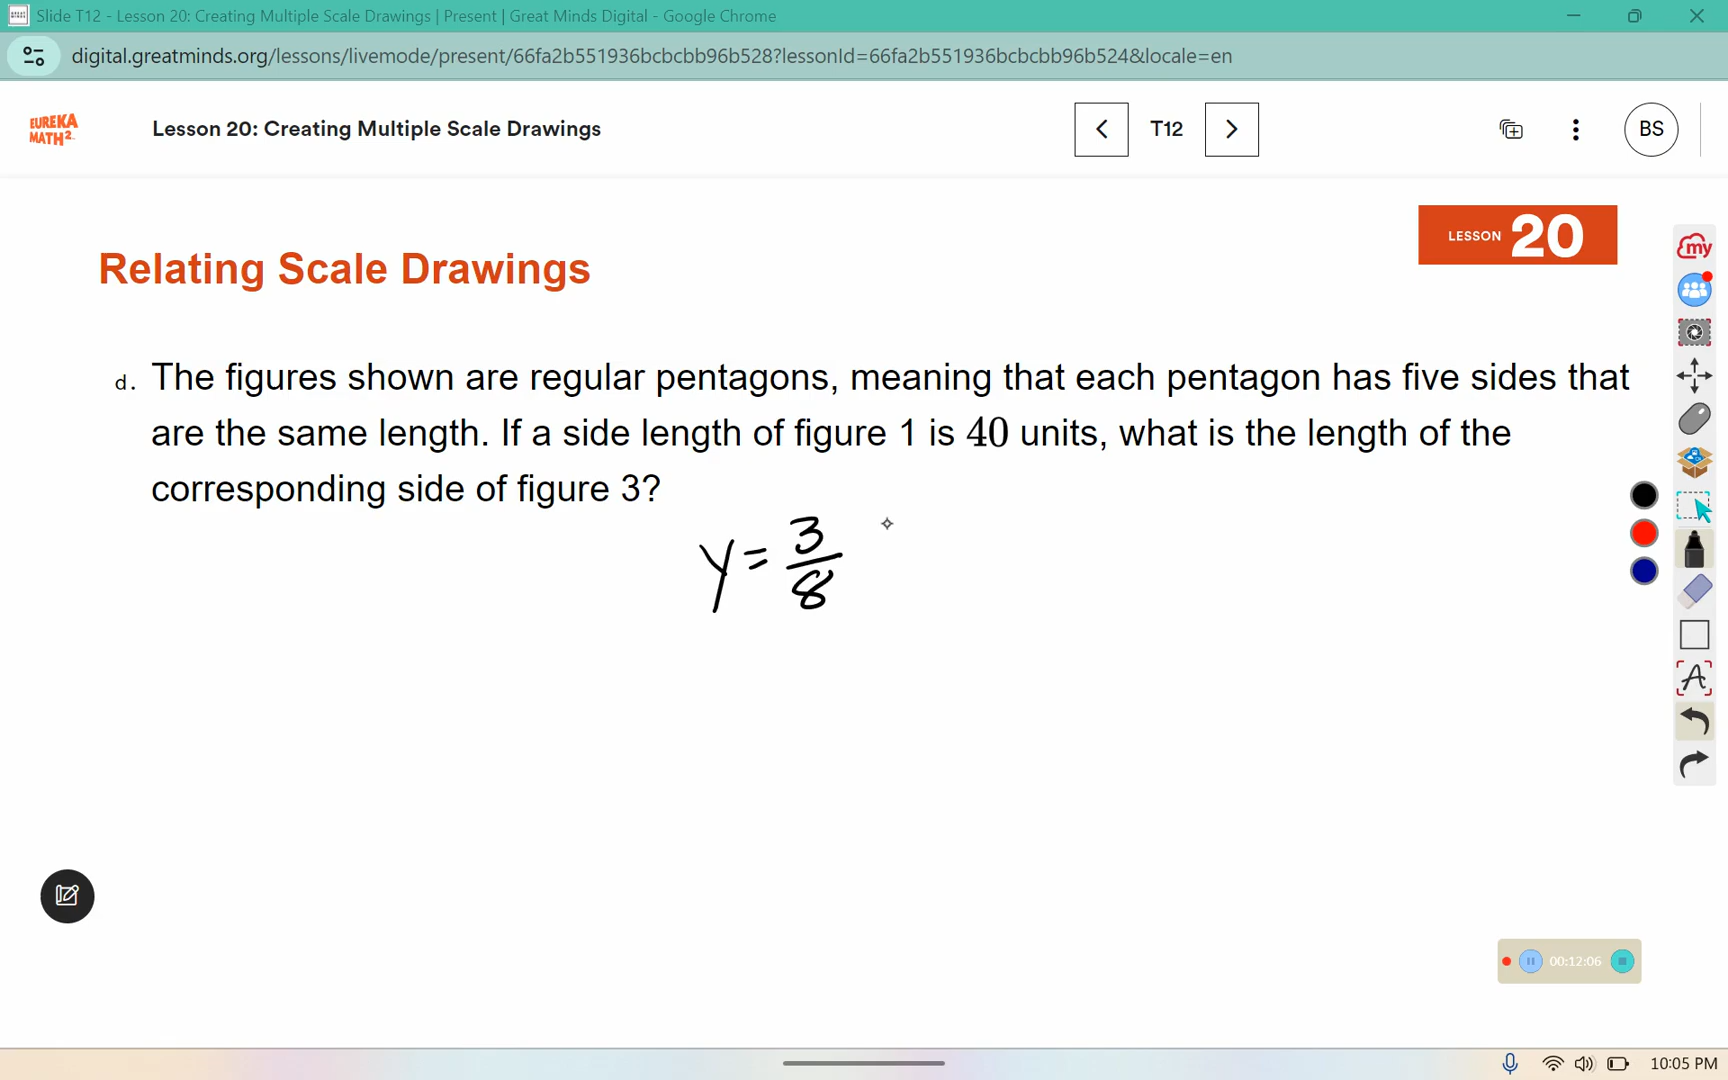 Slide T12 - Lesson 20: Creating Multiple Scale Drawings | Present | Great Minds Digital - Google Chrome
digital.greatminds.org/lessons/livemode/present/66fa2b551936bcbcbb96b528?lessonId=66fa2b551936bcbcbb96b524&locale=en
EUREKA
MATH2
Lesson 20: Creating Multiple Scale Drawings
T12
BS
LESSON 20
my
Relating Scale Drawings
d. The figures shown are regular pentagons, meaning that each pentagon has five sides that
are the same length. If a side length of figure 1 is 40 units, what is the length of the
corresponding side of figure 3?
y = 3/8
A
00:12:06
10:05 PM